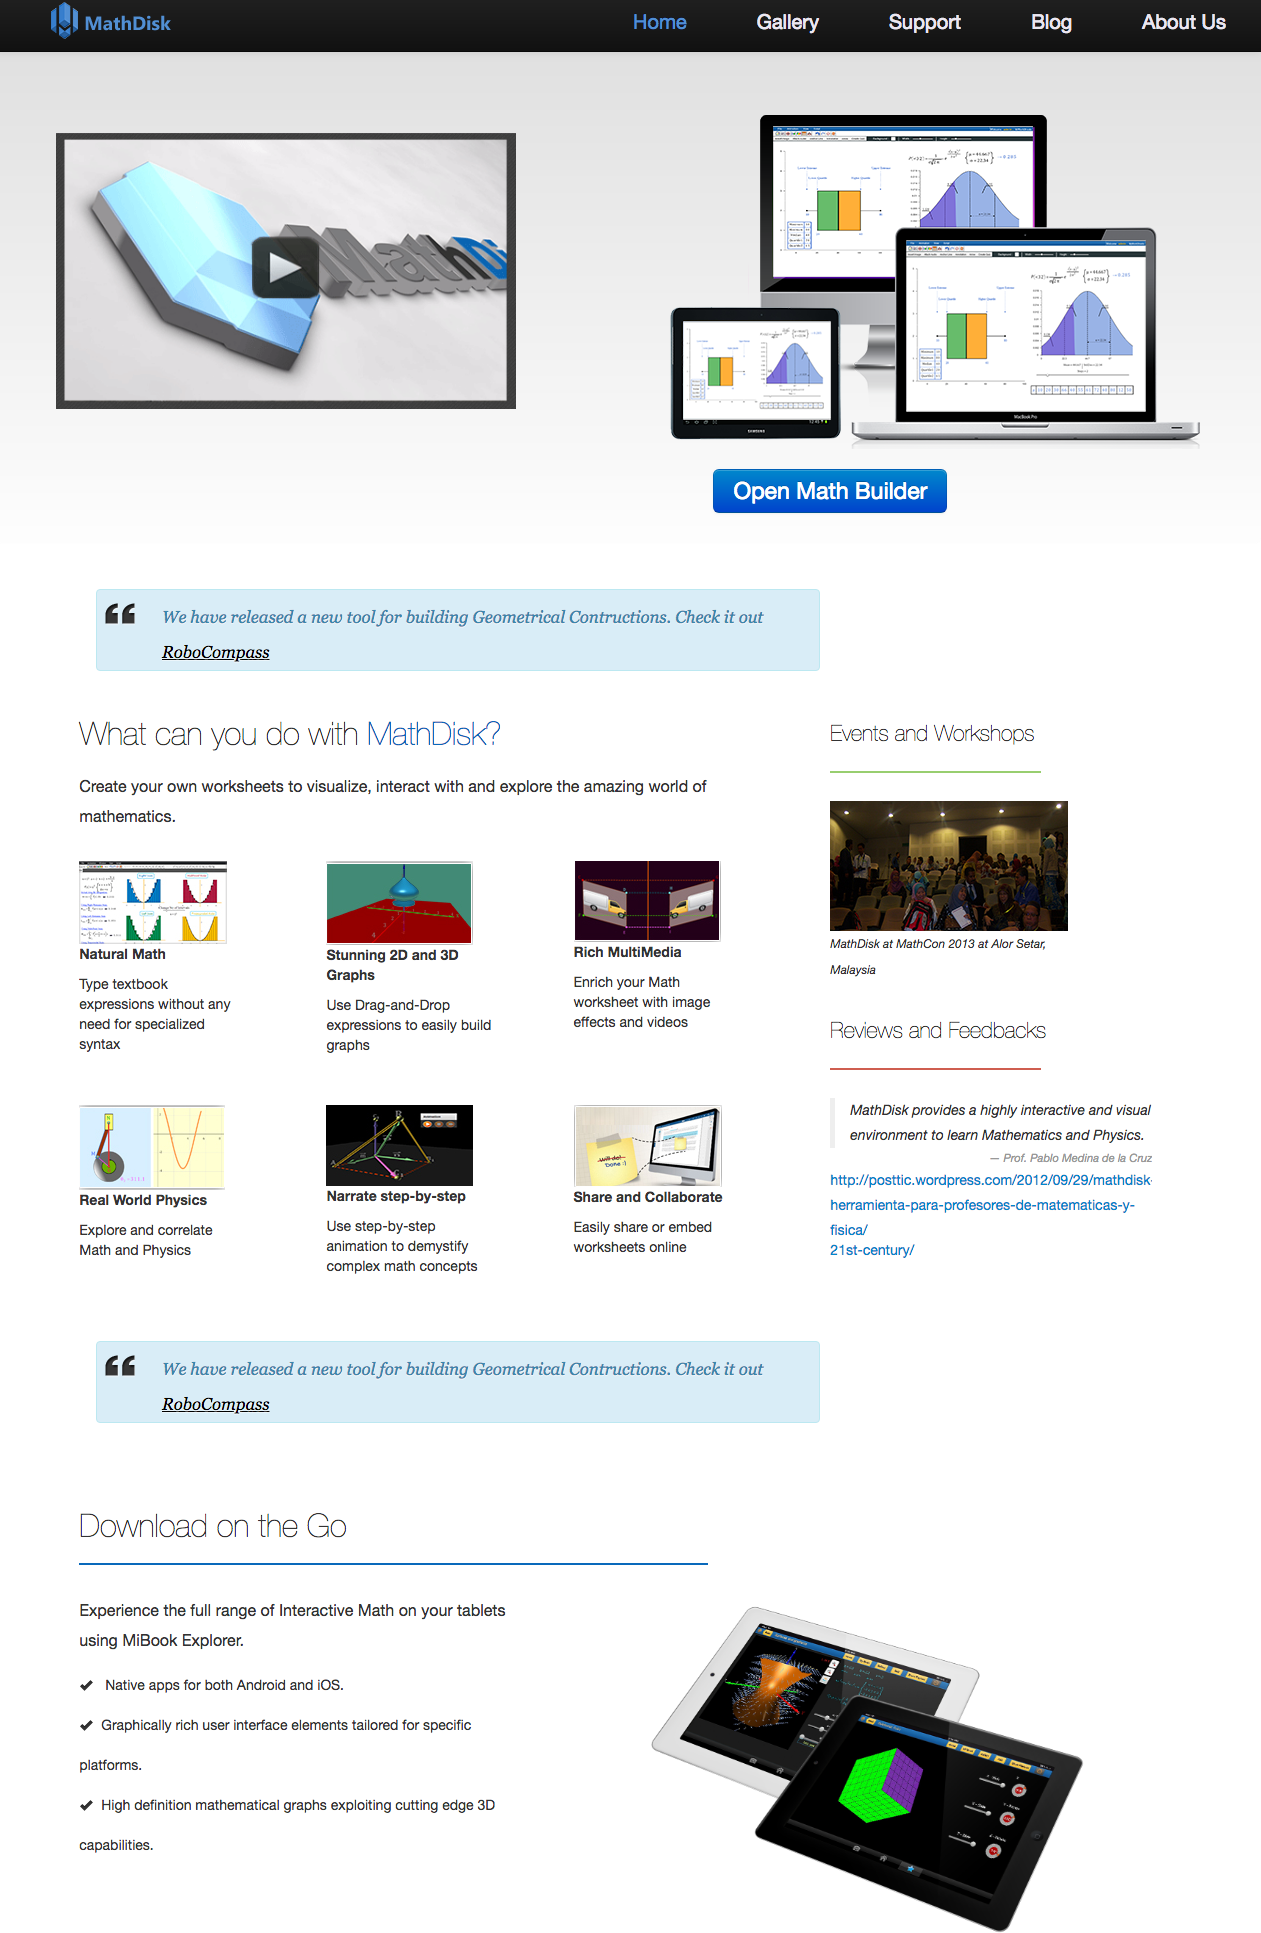 MathDisk
Home Gallery Support Blog About Us
MathDi
MacBook Pro
SAMSUNG
Open Math Builder
We have released a new tool for building Geometrical Contructions. Check it out
RoboCompass
What can you do with MathDisk?
Create your own worksheets to visualize, interact with and explore the amazing world of
mathematics.
Natural Math
Type textbook
expressions without any
need for specialized
syntax
Stunning 2D and 3D
Graphs
Use Drag-and-Drop
expressions to easily build
graphs
Rich MultiMedia
Enrich your Math
worksheet with image
effects and videos
Real World Physics
Explore and correlate
Math and Physics
Narrate step-by-step
Use step-by-step
animation to demystify
complex math concepts
will do!
Done :)
Share and Collaborate
Easily share or embed
worksheets online
Events and Workshops
MathDisk at MathCon 2013 at Alor Setar,
Malaysia
Reviews and Feedbacks
MathDisk provides a highly interactive and visual
environment to learn Mathematics and Physics.
— Prof. Pablo Medina de la Cruz
http://posttic.wordpress.com/2012/09/29/mathdisk-
herramienta-para-profesores-de-matematicas-y-
fisica/
21st-century/
We have released a new tool for building Geometrical Contructions. Check it out
RoboCompass
Download on the Go
Experience the full range of Interactive Math on your tablets
using MiBook Explorer.
Native apps for both Android and iOS.
Graphically rich user interface elements tailored for specific
platforms.
High definition mathematical graphs exploiting cutting edge 3D
capabilities.